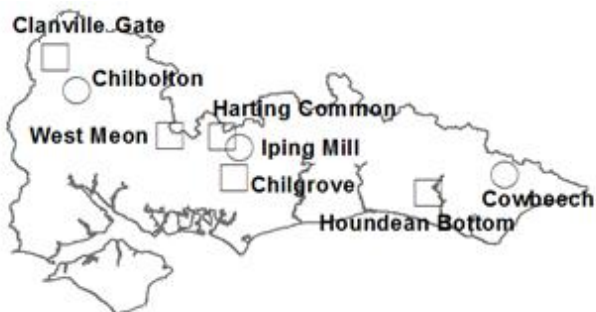 Clanville Gate
Chilbolton
Harting Common
West Meon
Iping Mill
Chilgrove
Cowbeech
Houndean Bottom